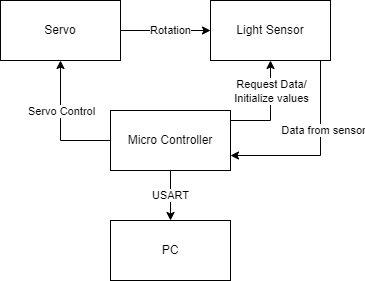 Servo
Rotation
Light Sensor
Request Data/
Initialize values
Servo Control
Data from sensor
Micro Controller
USART
PC